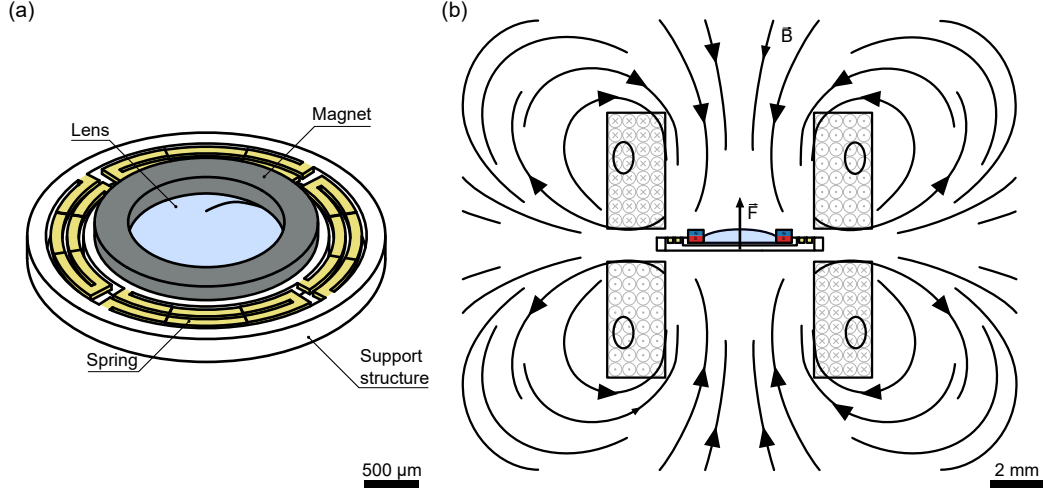 (a)
(b)
Lens
Magnet
Spring
Support
structure
500 µm
B⃗
F⃗
2 mm